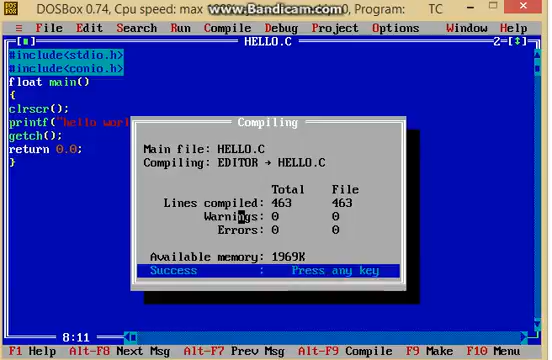 DOSBox 0.74, Cpu speed: max 0, Program: TC
www.Bandicam.com
≡ File Edit Search Run Compile Debug Project Options Window Help
[■] HELLO.C 2=[↕]
#include<stdio.h>
#include<conio.h>
float main()
{
clrscr();
printf("hello worl
getch();
return 0.0;
}
Compiling
Main file: HELLO.C
Compiling: EDITOR → HELLO.C
Total File
Lines compiled: 463 463
Warnings: 0 0
Errors: 0 0
Available memory: 1969K
Success : Press any key
8:11
F1 Help Alt-F8 Next Msg Alt-F7 Prev Msg Alt-F9 Compile F9 Make F10 Menu